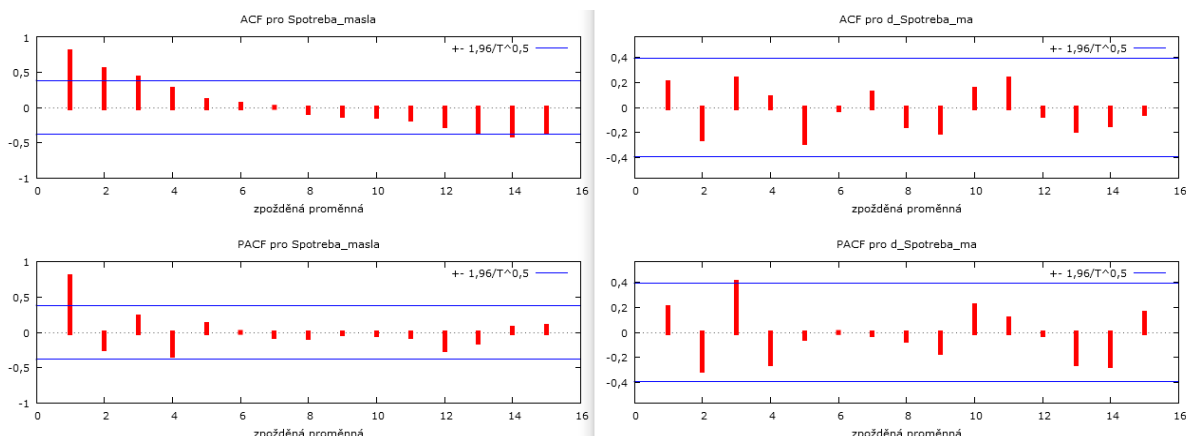 ACF pro Spotreba_masla
+- 1,96/T^0,5
1
0,5
0
-0,5
-1
0 2 4 6 8 10 12 14 16
zpožděná proměnná
PACF pro Spotreba_masla
+- 1,96/T^0,5
1
0,5
0
-0,5
-1
0 2 4 6 8 10 12 14 16
zpožděná proměnná
ACF pro d_Spotreba_ma
+- 1,96/T^0,5
0,4
0,2
0
-0,2
-0,4
0 2 4 6 8 10 12 14 16
zpožděná proměnná
PACF pro d_Spotreba_ma
+- 1,96/T^0,5
0,4
0,2
0
-0,2
-0,4
0 2 4 6 8 10 12 14 16
zpožděná proměnná